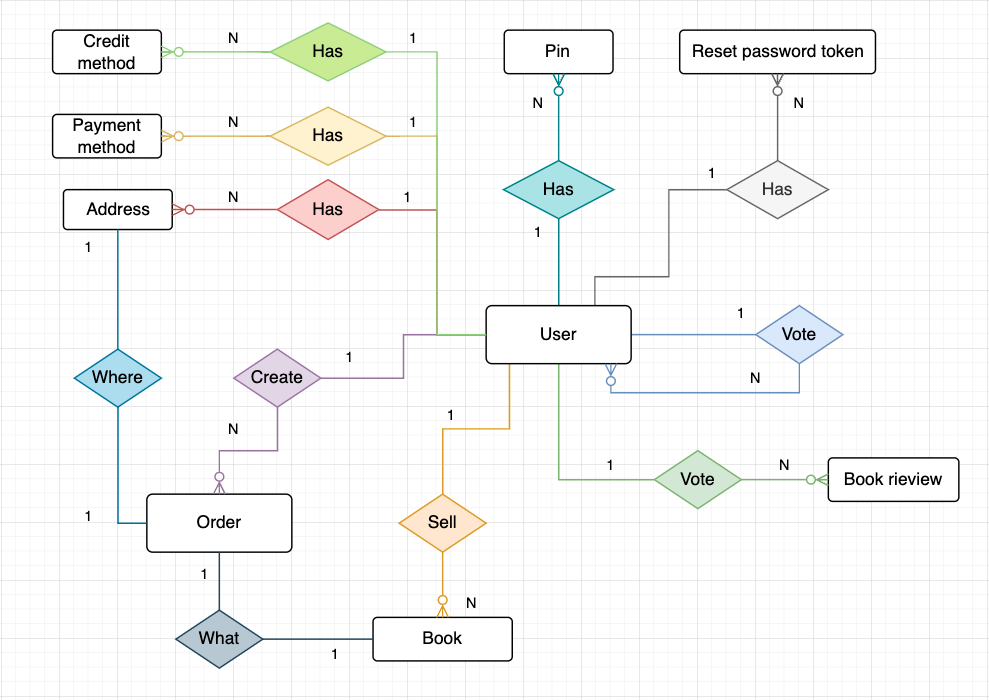 Credit
method
N
Has
1
Pin
Reset password token
N
N
Payment
method
N
Has
1
Address
N
Has
1
Has
1
1
Has
1
User
1
Vote
N
Where
Create
1
N
1
Order
1
Sell
N
1
Vote
N
Book rieview
1
What
1
Book